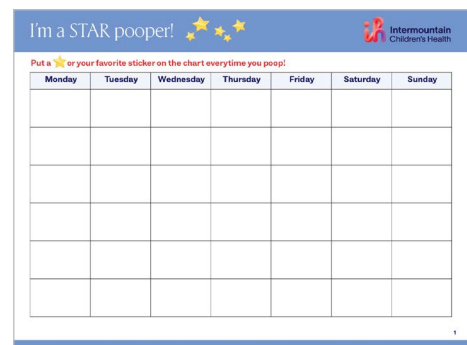 I'm a STAR pooper!
Intermountain
Children's Health
Put a or your favorite sticker on the chart everytime you poop!
Monday Tuesday Wednesday Thursday Friday Saturday Sunday
1